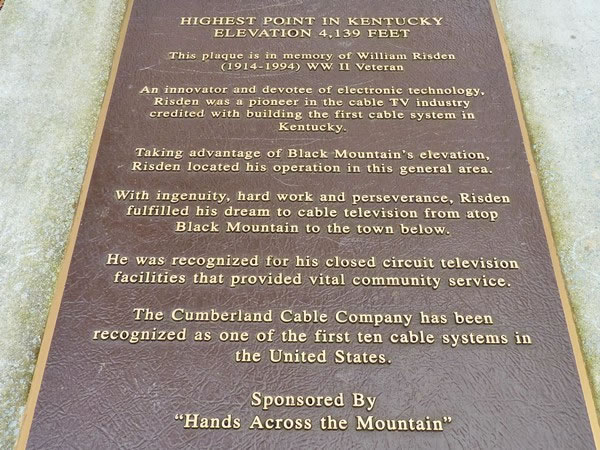 HIGHEST POINT IN KENTUCKY
ELEVATION 4,139 FEET
This plaque is in memory of William Risden
(1914-1994) WW II Veteran
An innovator and devotee of electronic technology,
Risden was a pioneer in the cable TV industry
credited with building the first cable system in
Kentucky.
Taking advantage of Black Mountain's elevation,
Risden located his operation in this general area.
With ingenuity, hard work and perseverance, Risden
fulfilled his dream to cable television from atop
Black Mountain to the town below.
He was recognized for his closed circuit television
facilities that provided vital community service.
The Cumberland Cable Company has been
recognized as one of the first ten cable systems in
the United States.
Sponsored By
"Hands Across the Mountain"